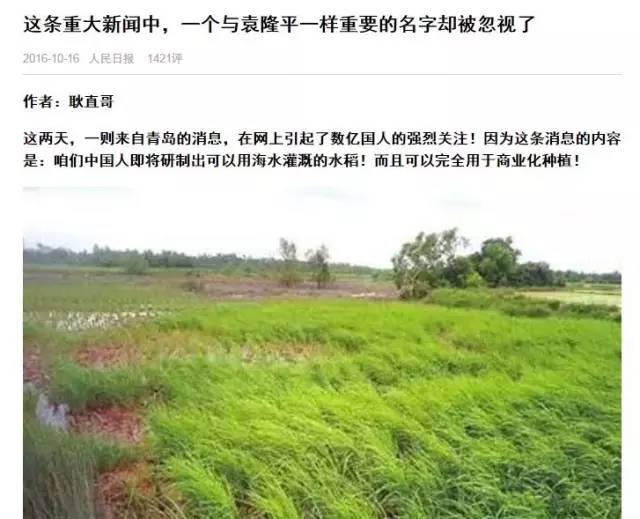 这条重大新闻中，一个与袁隆平一样重要的名字却被忽视了
2016-10-16 人民日报 1421评
作者：耿直哥
这两天，一则来自青岛的消息，在网上引起了数亿国人的强烈关注！因为这条消息的内容
是：咱们中国人即将研制出可以用海水灌溉的水稻！而且可以完全用于商业化种植！